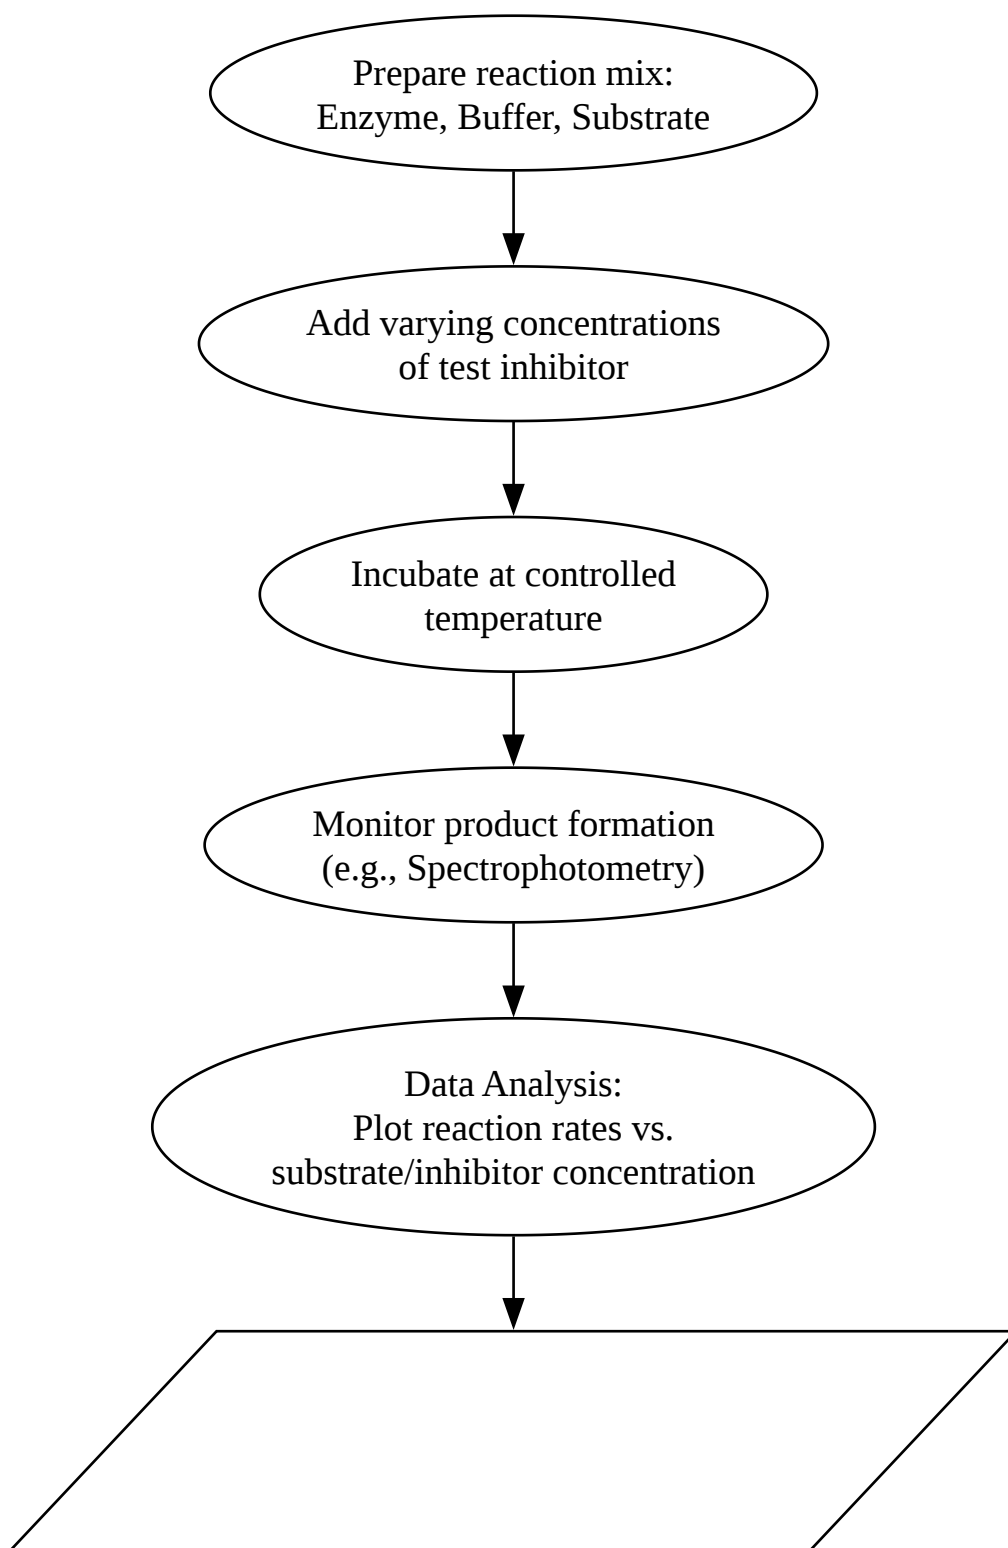 Prepare reaction mix:
Enzyme, Buffer, Substrate
Add varying concentrations
of test inhibitor
Incubate at controlled
temperature
Monitor product formation
(e.g., Spectrophotometry)
Data Analysis:
Plot reaction rates vs.
substrate/inhibitor concentration